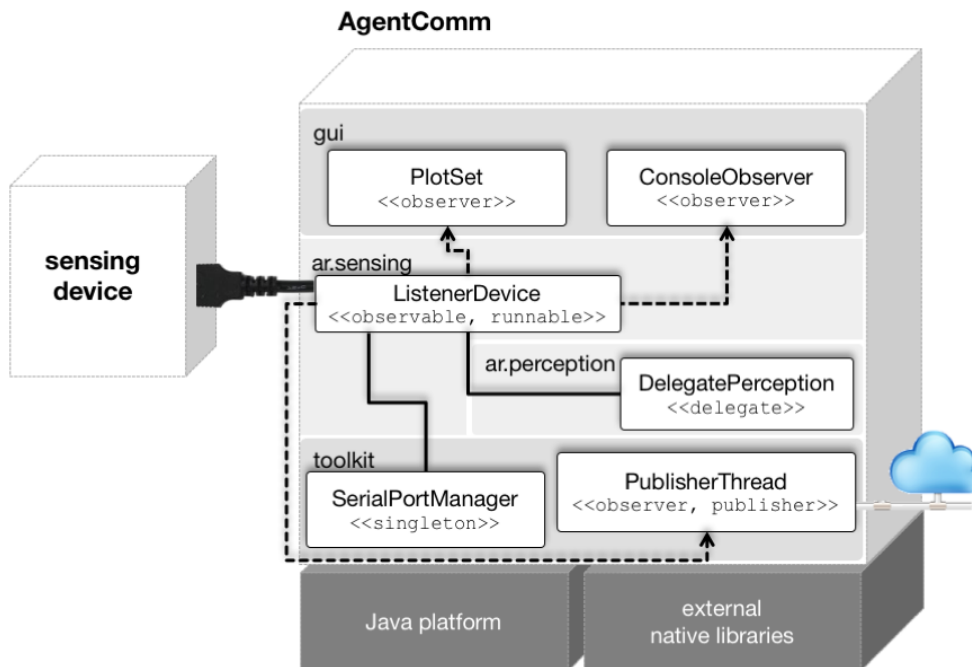 AgentComm
gui
PlotSet
<<observer>>
ConsoleObserver
<<observer>>
sensing
device
ar.sensing
ListenerDevice
<<observable, runnable>>
ar.perception
DelegatePerception
<<delegate>>
toolkit
SerialPortManager
<<singleton>>
PublisherThread
<<observer, publisher>>
Java platform
external
native libraries